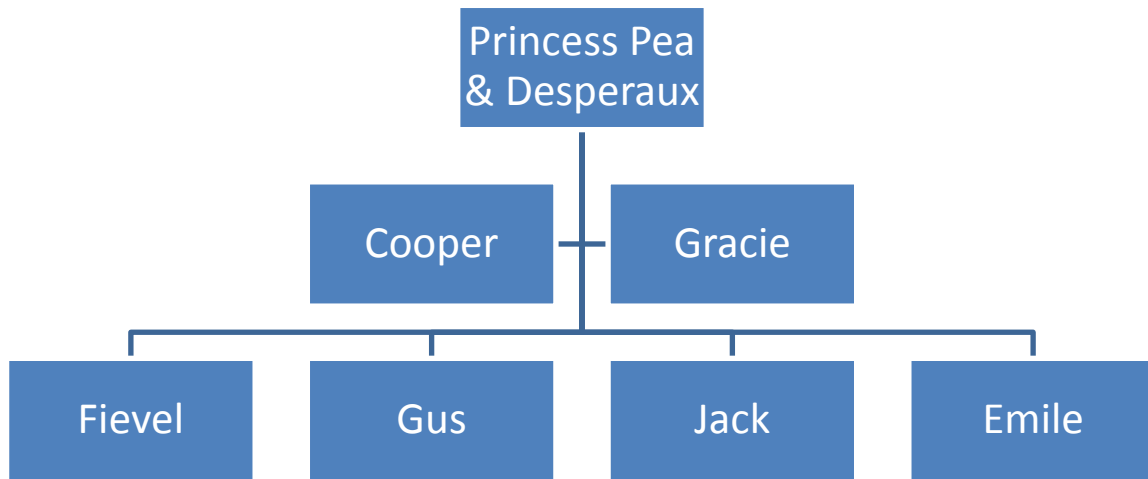 Princess Pea
& Desperaux
Cooper
Gracie
Fievel
Gus
Jack
Emile